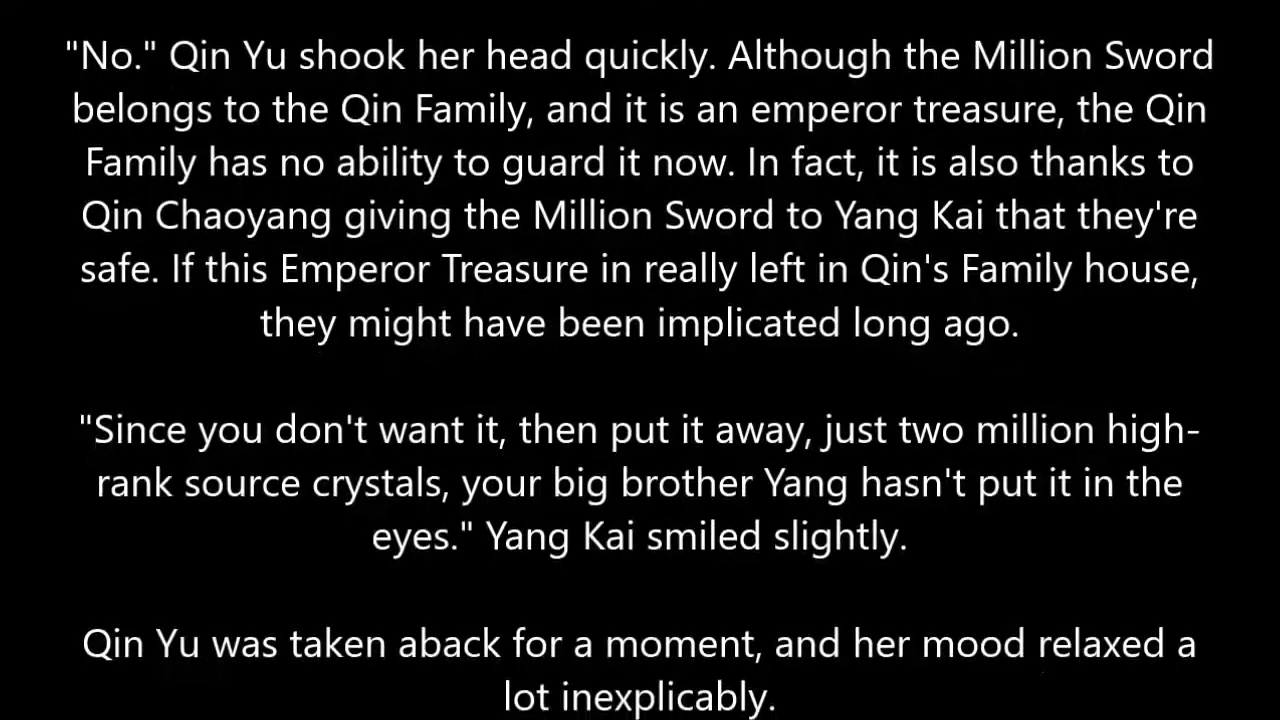 "No." Qin Yu shook her head quickly. Although the Million Sword
belongs to the Qin Family, and it is an emperor treasure, the Qin
Family has no ability to guard it now. In fact, it is also thanks to
Qin Chaoyang giving the Million Sword to Yang Kai that they're
safe. If this Emperor Treasure in really left in Qin's Family house,
they might have been implicated long ago.
"Since you don't want it, then put it away, just two million high-
rank source crystals, your big brother Yang hasn't put it in the
eyes." Yang Kai smiled slightly.
Qin Yu was taken aback for a moment, and her mood relaxed a
lot inexplicably.